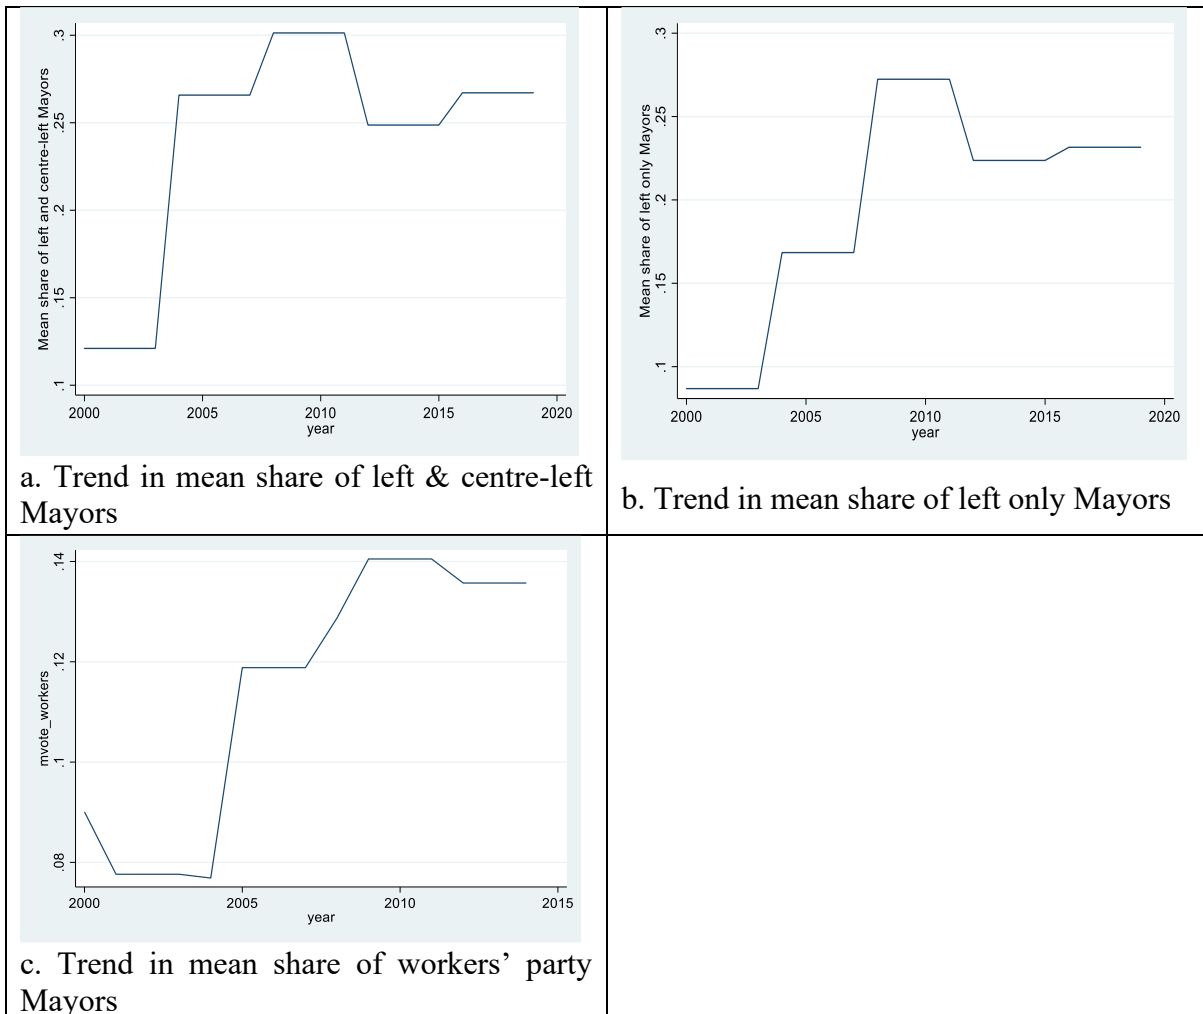 Mean share of left and centre-left Mayors
.3
.25
.2
.15
.1
2000 2005 2010 2015 2020
year
a. Trend in mean share of left & centre-left
Mayors
Mean share of left only Mayors
.3
.25
.2
.15
.1
2000 2005 2010 2015 2020
year
b. Trend in mean share of left only Mayors
mvote_workers
.14
.12
.1
.08
2000 2005 2010 2015
year
c. Trend in mean share of workers’ party
Mayors